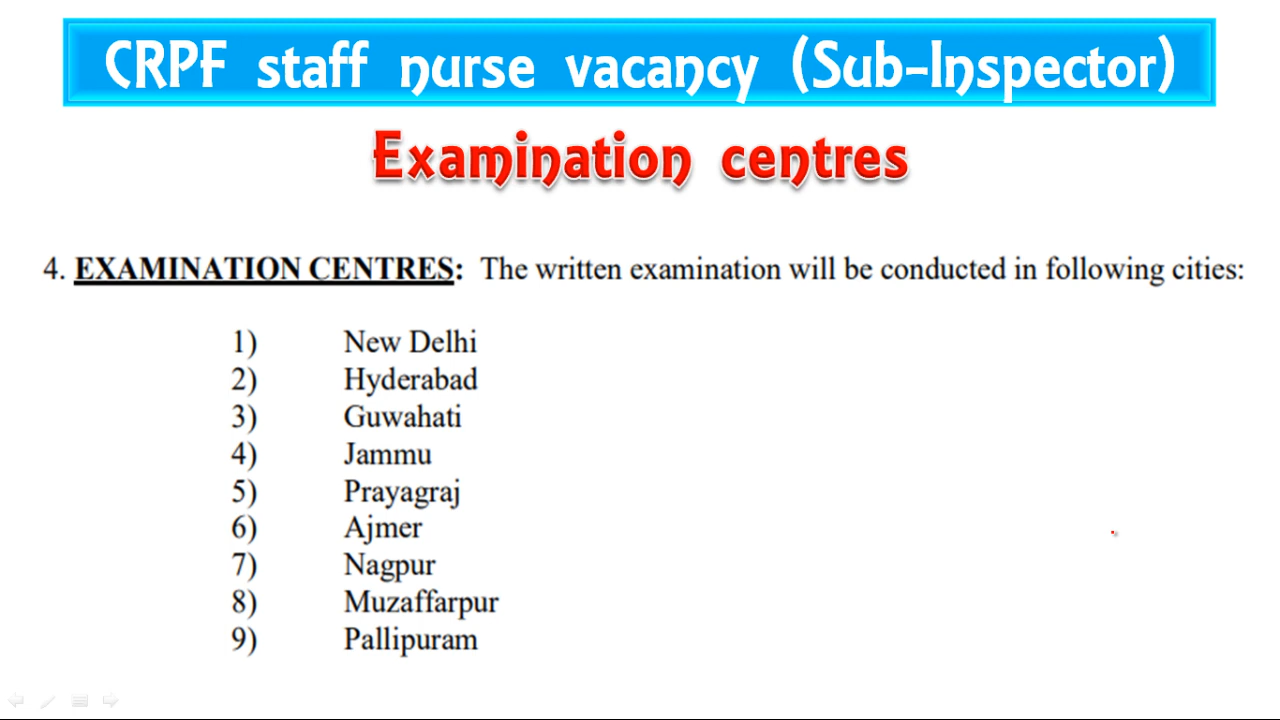 CRPF staff nurse vacancy (Sub-Inspector)
Examination centres
4. EXAMINATION CENTRES: The written examination will be conducted in following cities:
1) New Delhi
2) Hyderabad
3) Guwahati
4) Jammu
5) Prayagraj
6) Ajmer
7) Nagpur
8) Muzaffarpur
9) Pallipuram